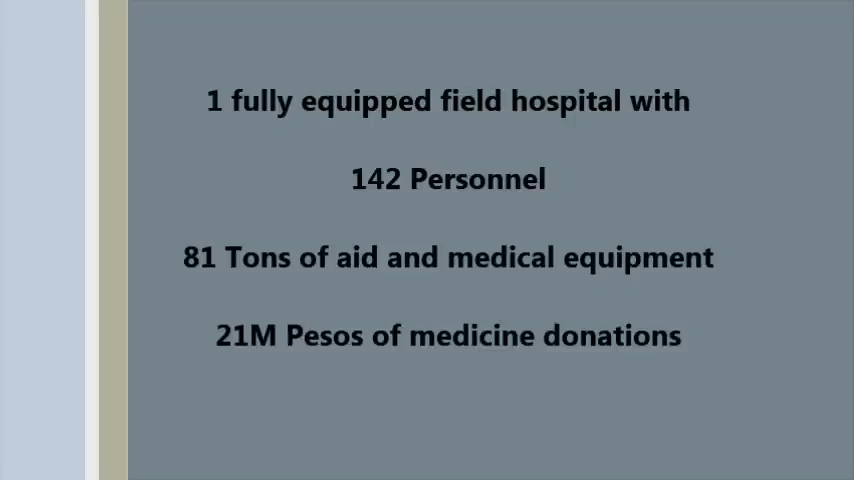 1 fully equipped field hospital with
142 Personnel
81 Tons of aid and medical equipment
21M Pesos of medicine donations